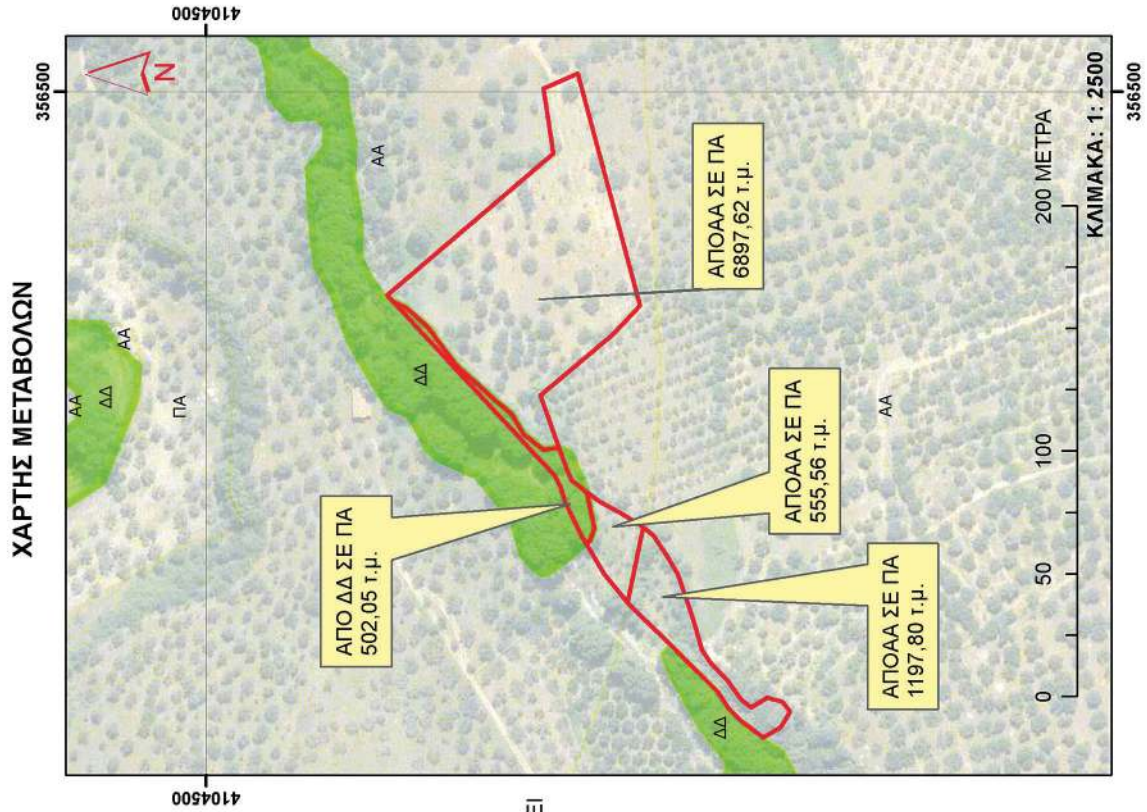 ΧΑΡΤΗΣ ΜΕΤΑΒΟΛΩΝ
356500
4104500
4104500
N
ΑΑ
ΔΔ
ΑΑ
ΠΑ
ΑΑ
ΔΔ
ΑΠΟ ΔΔ ΣΕ ΠΑ
502,05 τ.μ.
ΑΠΟΑΑ ΣΕ ΠΑ
6897,62 τ.μ.
ΑΠΟΑΑ ΣΕ ΠΑ
555,56 τ.μ.
ΑΠΟΑΑ ΣΕ ΠΑ
1197,80 τ.μ.
ΔΔ
ΑΑ
0 50 100 200 ΜΕΤΡΑ
ΚΛΙΜΑΚΑ: 1: 2500
356500
ΕΙ